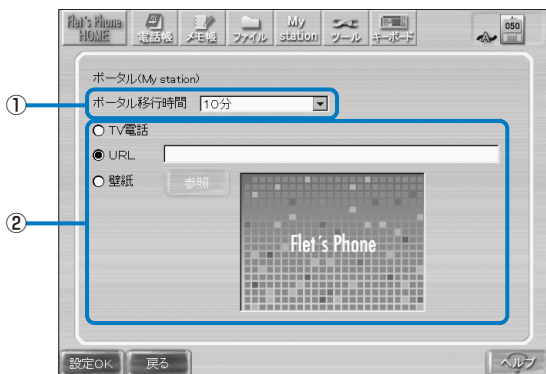 Flet's Phone HOME 電話帳 メモ帳 ファイル My station ツール キーボード 050
ポータル(My station)
① ポータル移行時間 10分
② TV電話
URL
壁紙 参照
Flet's Phone
設定OK 戻る ヘルプ